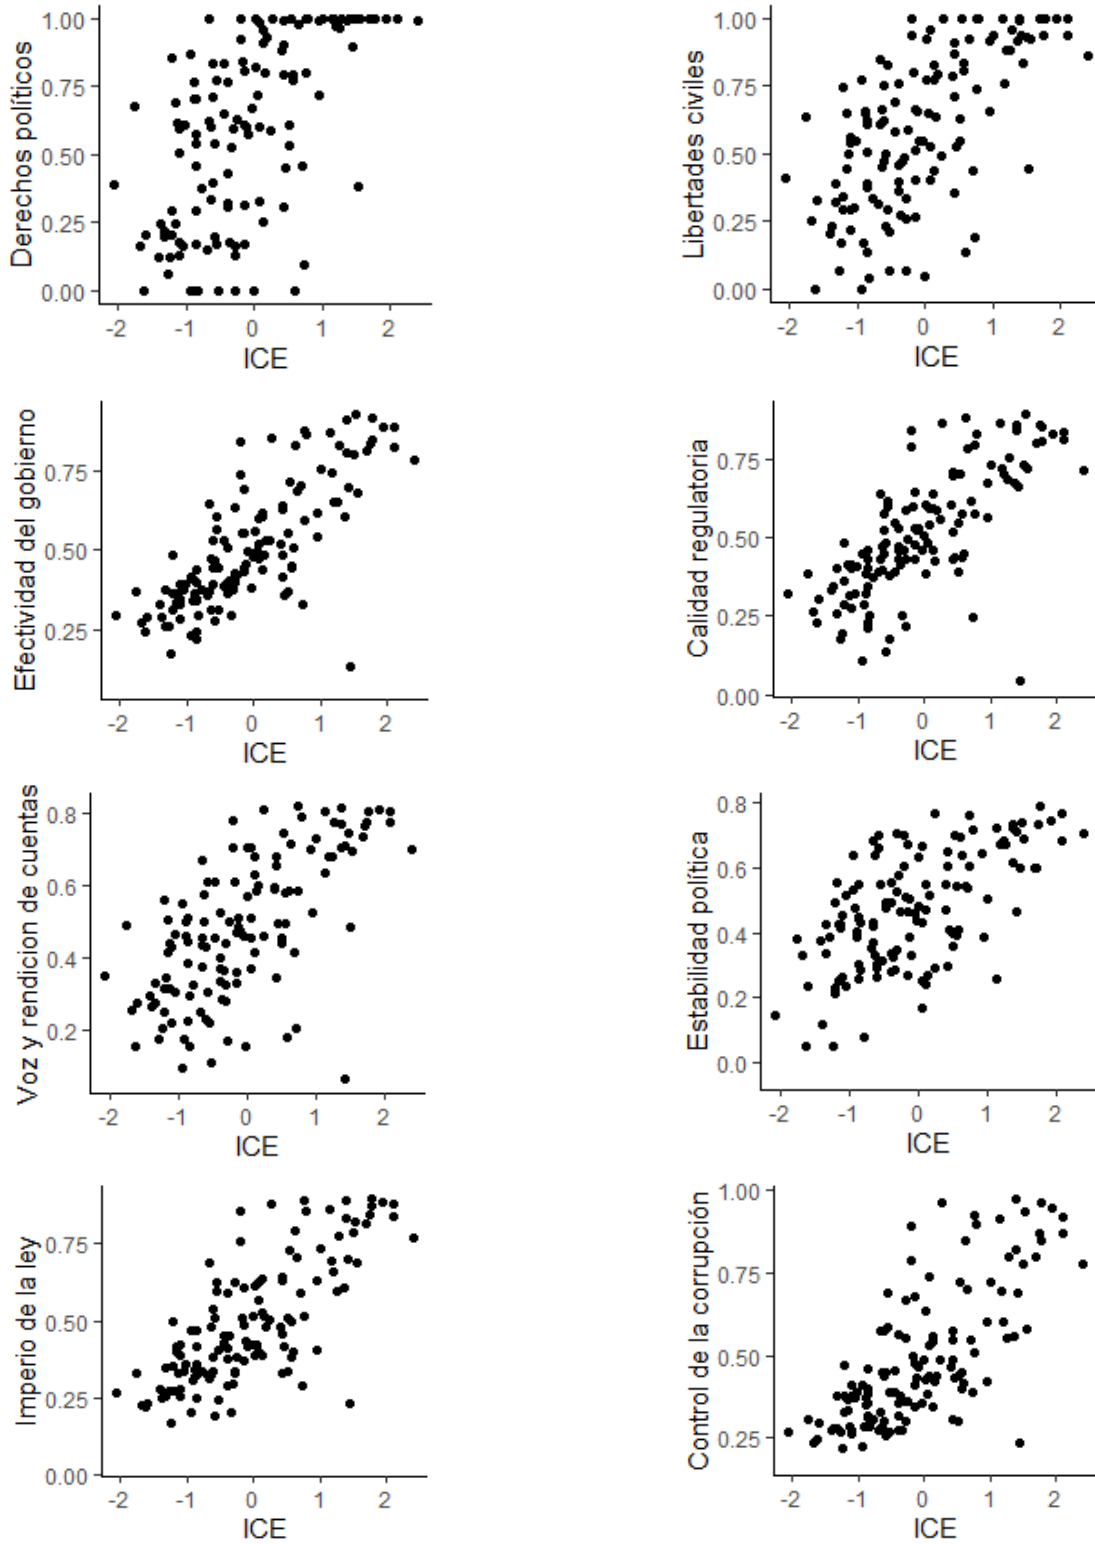 Derechos políticos
1.00
0.75
0.50
0.25
0.00
-2 -1 0 1 2
ICE
Libertades civiles
1.00
0.75
0.50
0.25
0.00
-2 -1 0 1 2
ICE
Efectividad del gobierno
0.75
0.50
0.25
-2 -1 0 1 2
ICE
Calidad regulatoria
0.75
0.50
0.25
0.00
-2 -1 0 1 2
ICE
Voz y rendicion de cuentas
0.8
0.6
0.4
0.2
-2 -1 0 1 2
ICE
Estabilidad política
0.8
0.6
0.4
0.2
0.0
-2 -1 0 1 2
ICE
Imperio de la ley
0.75
0.50
0.25
0.00
-2 -1 0 1 2
ICE
Control de la corrupción
1.00
0.75
0.50
0.25
-2 -1 0 1 2
ICE